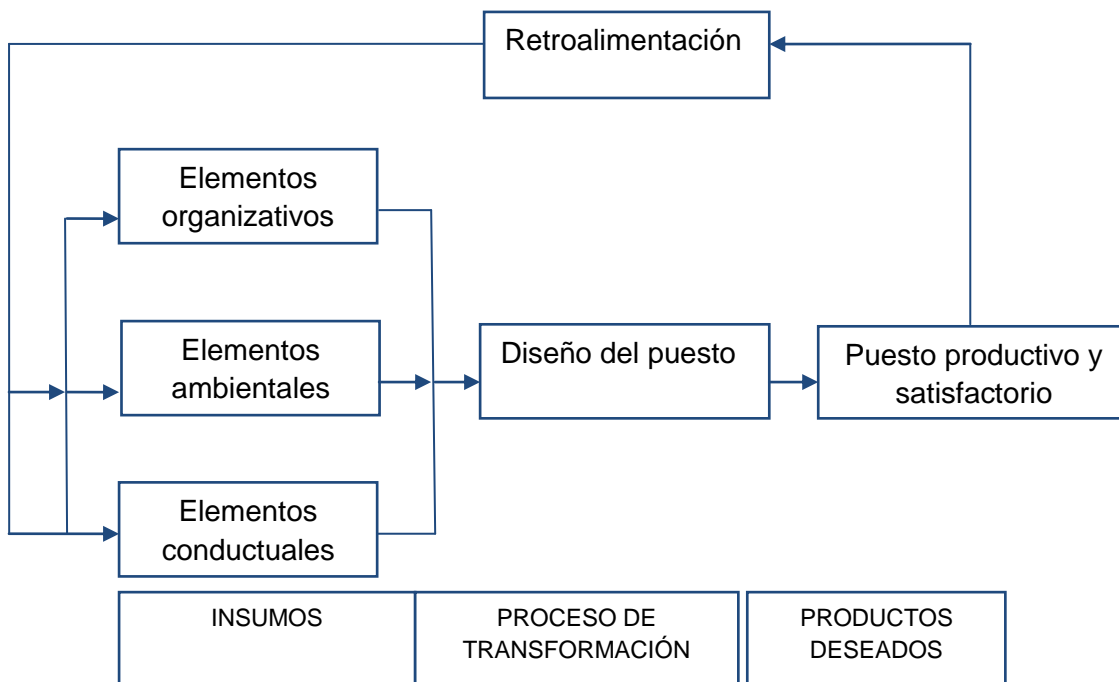 Retroalimentación
Elementos
organizativos
Elementos
ambientales
Elementos
conductuales
Diseño del puesto
Puesto productivo y
satisfactorio
INSUMOS
PROCESO DE
TRANSFORMACIÓN
PRODUCTOS
DESEADOS